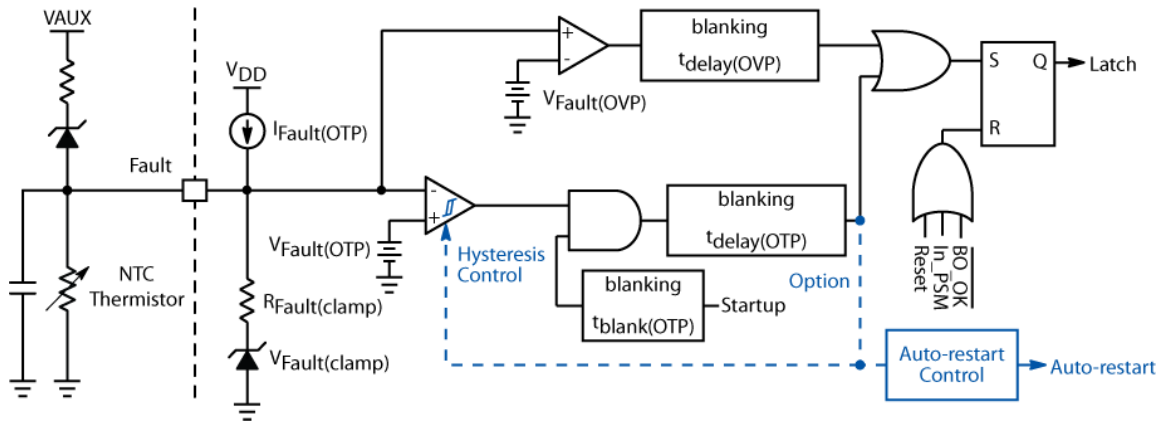 VAUX
VDD
IFault(OTP)
Fault
NTC
Thermistor
RFault(clamp)
VFault(clamp)
+
-
VFault(OVP)
blanking
tdelay(OVP)
S
Q
R
Latch
-
+
VFault(OTP)
Hysteresis
Control
blanking
tdelay(OTP)
blanking
tblank(OTP)
Startup
Option
Reset
In_PSM
BO_OK
Auto-restart
Control
Auto-restart